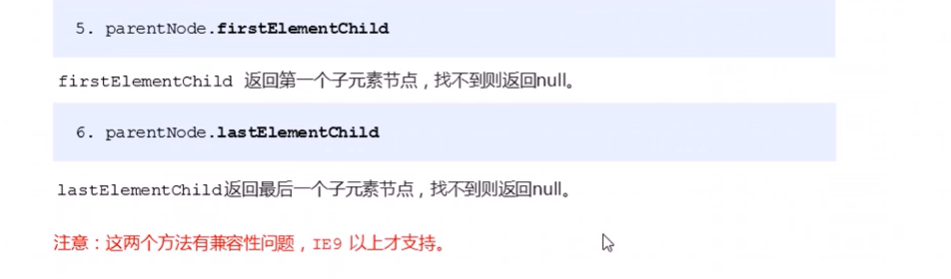 5. parentNode.firstElementChild
firstElementChild 返回第一个子元素节点，找不到则返回null。
6. parentNode.lastElementChild
lastElementChild返回最后一个子元素节点，找不到则返回null。
注意：这两个方法有兼容性问题，IE9 以上才支持。